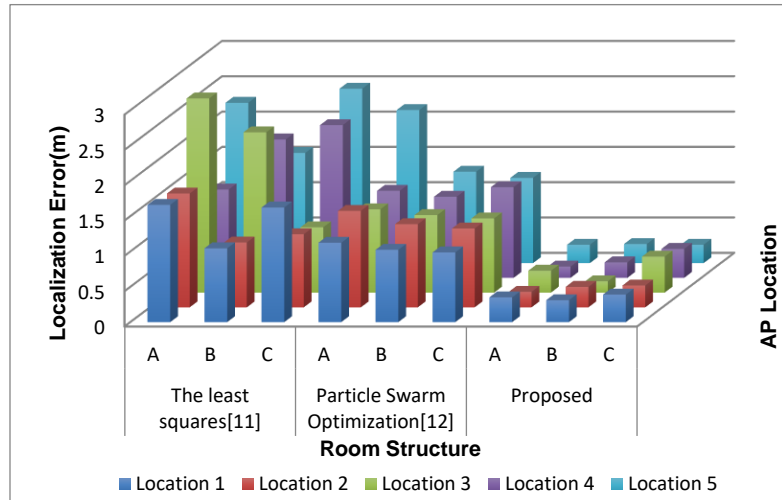 Localization Error(m)
3
2.5
2
1.5
1
0.5
0
A B C A B C A B C
The least squares[11]
Particle Swarm Optimization[12]
Proposed
Room Structure
AP Location
Location 1 Location 2 Location 3 Location 4 Location 5